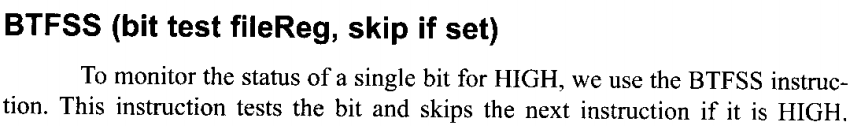 BTFSS (bit test fileReg, skip if set)
To monitor the status of a single bit for HIGH, we use the BTFSS instruc-
tion. This instruction tests the bit and skips the next instruction if it is HIGH.